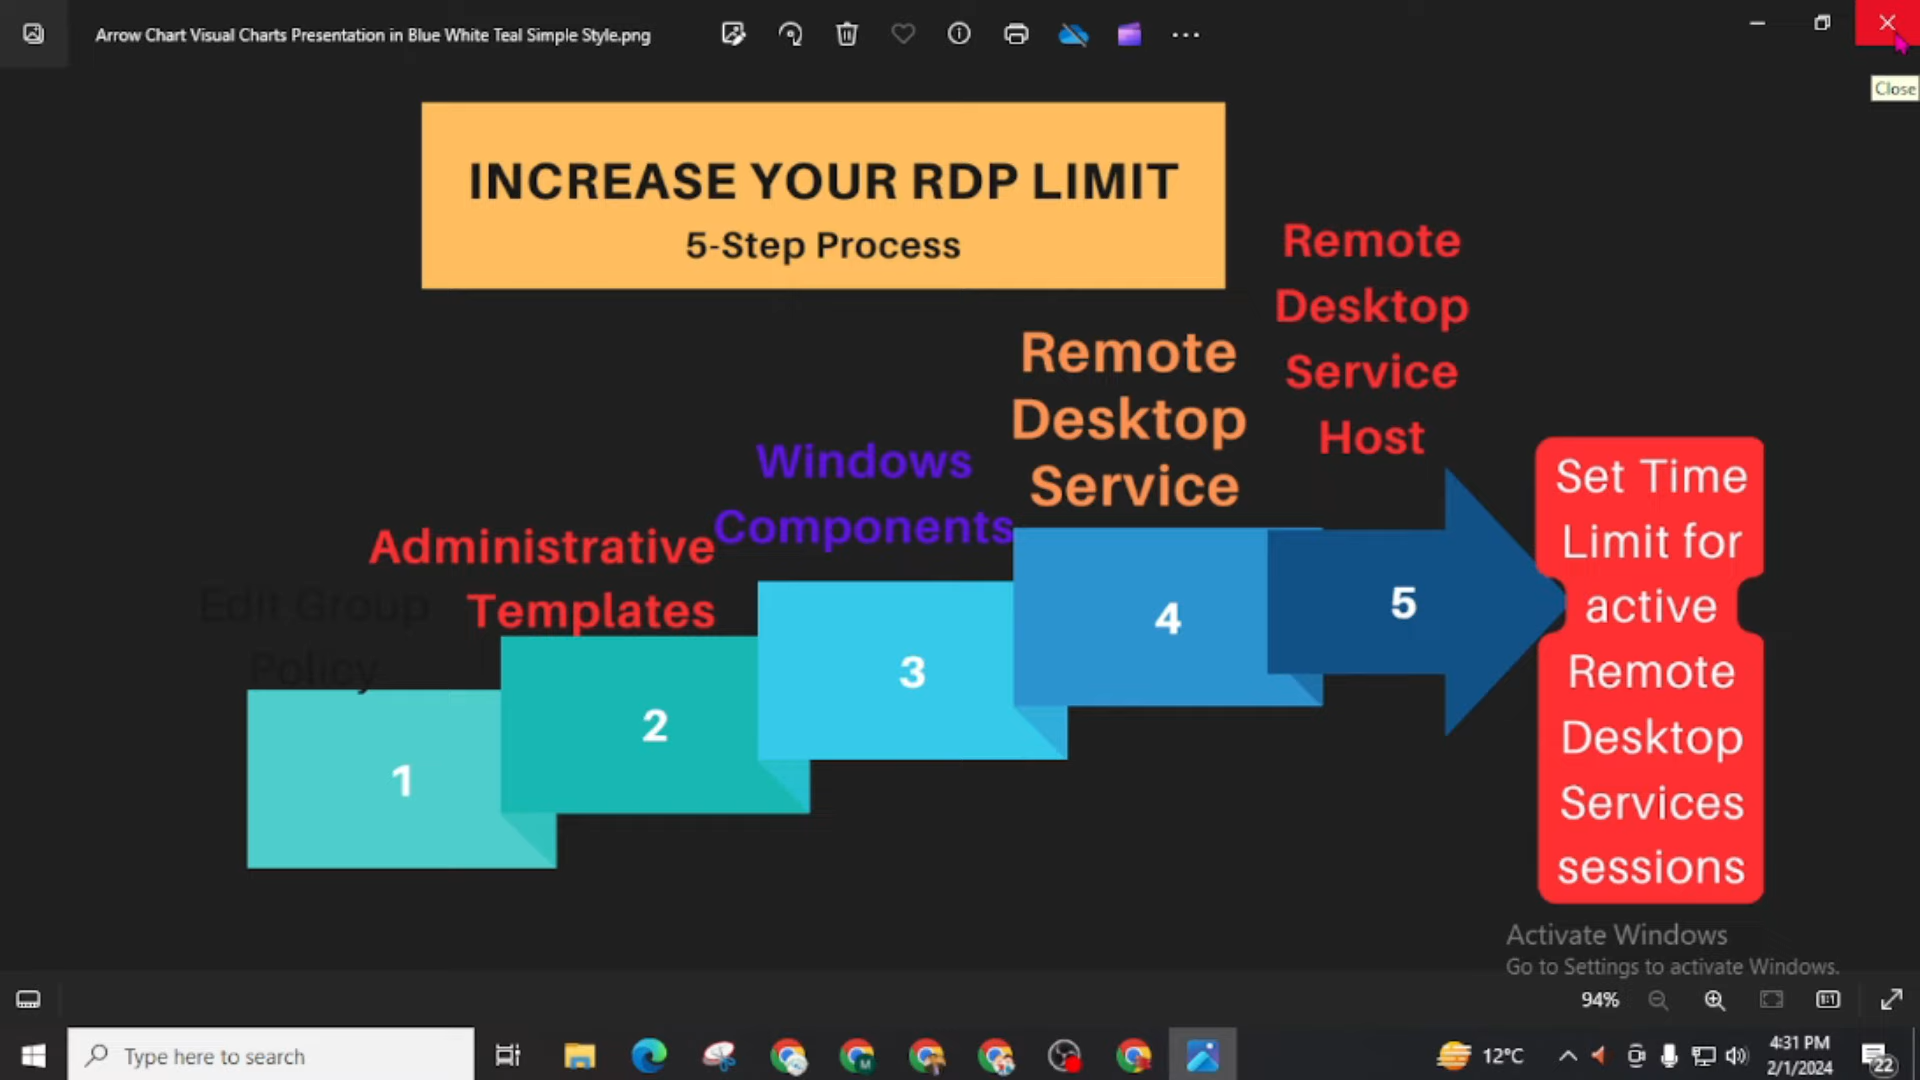 Arrow Chart Visual Charts Presentation in Blue White Teal Simple Style.png
Close
INCREASE YOUR RDP LIMIT
5-Step Process
Edit Group
Policy
1
Administrative
Templates
2
Windows
Components
3
Remote
Desktop
Service
4
Remote
Desktop
Service
Host
5
Set Time
Limit for
active
Remote
Desktop
Services
sessions
Activate Windows
Go to Settings to activate Windows.
94%
1:1
Type here to search
M
12°C
4:31 PM
2/1/2024
22